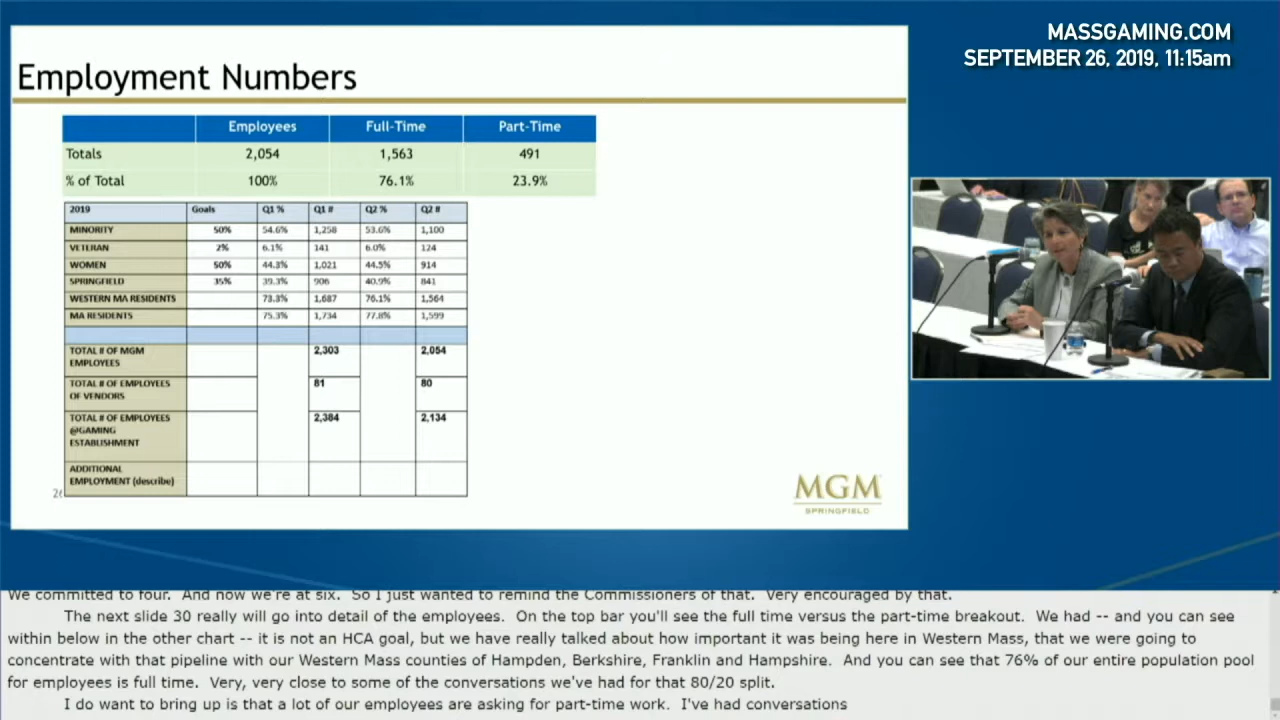 MASSGAMING.COM
SEPTEMBER 26, 2019, 11:15am
Employment Numbers
Employees Full-Time Part-Time
Totals 2,054 1,563 491
% of Total 100% 76.1% 23.9%
2019 Goals Q1 % Q1 # Q2 % Q2 #
MINORITY 50% 54.6% 1,258 53.6% 1,100
VETERAN 2% 6.1% 141 6.0% 124
WOMEN 50% 44.3% 1,021 44.5% 914
SPRINGFIELD 35% 39.3% 906 40.9% 841
WESTERN MA RESIDENTS 73.3% 1,687 76.1% 1,564
MA RESIDENTS 75.3% 1,734 77.8% 1,599
TOTAL # OF MGM 2,303 2,054
EMPLOYEES
TOTAL # OF EMPLOYEES 81 80
OF VENDORS
TOTAL # OF EMPLOYEES 2,384 2,134
@GAMING
ESTABLISHMENT
ADDITIONAL
EMPLOYMENT (describe)
MGM
SPRINGFIELD
We committed to four. And now we're at six. So I just wanted to remind the Commissioners of that. Very encouraged by that.
The next slide 30 really will go into detail of the employees. On the top bar you'll see the full time versus the part-time breakout. We had -- and you can see
within below in the other chart -- it is not an HCA goal, but we have really talked about how important it was being here in Western Mass, that we were going to
concentrate with that pipeline with our Western Mass counties of Hampden, Berkshire, Franklin and Hampshire. And you can see that 76% of our entire population pool
for employees is full time. Very, very close to some of the conversations we've had for that 80/20 split.
I do want to bring up is that a lot of our employees are asking for part-time work. I've had conversations